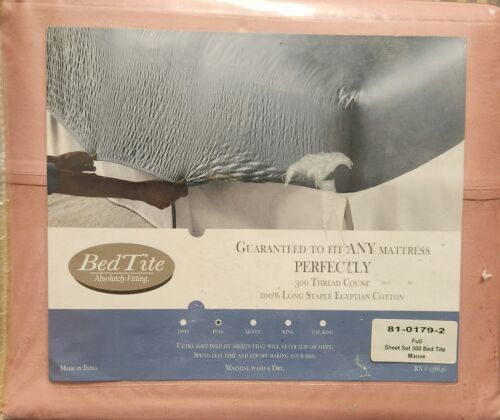 BedTite
Absolutely Fitting.
GUARANTEED TO FIT ANY MATTRESS
PERFECTLY
300 THREAD COUNT
100% LONG STAPLE EGYPTIAN COTTON
TWIN FULL QUEEN KING CAL KING
ULTRA SOFT DEEP FIT SHEETS THAT WILL NEVER SLIP OR SHIFT.
SPEND LESS TIME AND EFFORT MAKING YOUR BED.
MACHINE WASH & DRY.
MADE IN INDIA
81-0179-2
Full
Sheet Set 300 Bed Tite
Mauve